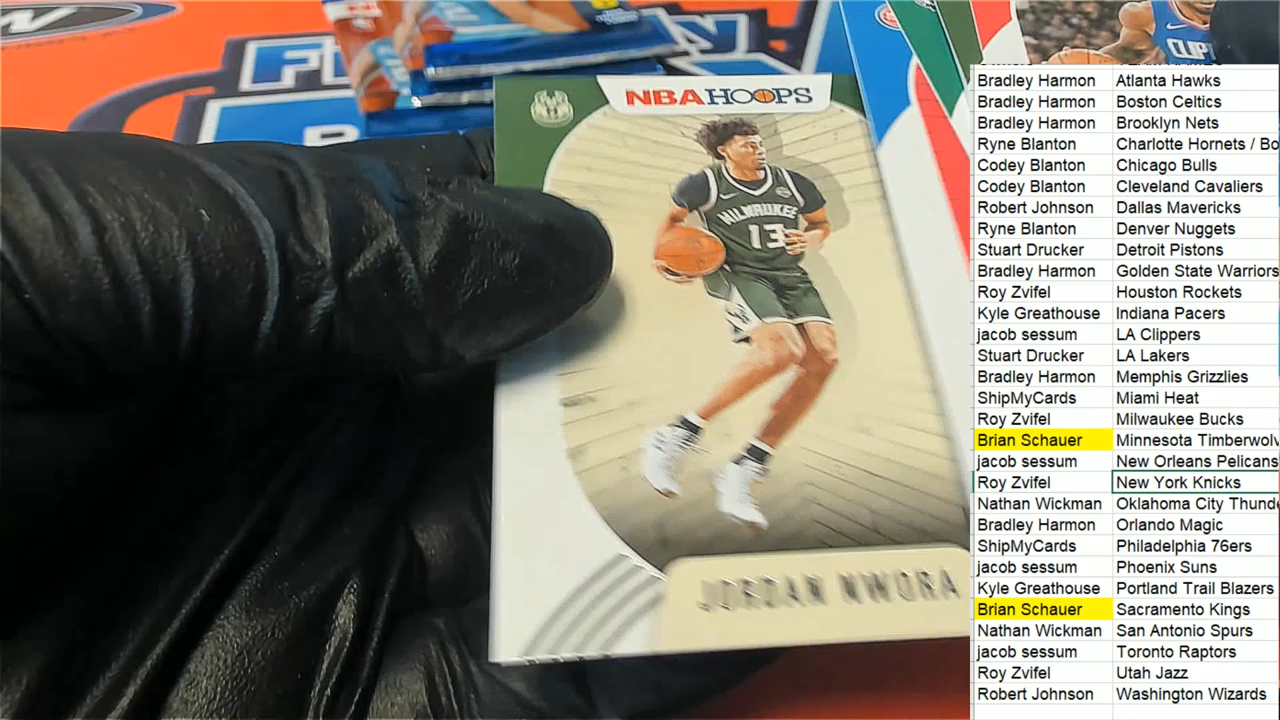 NBA HOOPS
MILWAUKEE
13
JORDAN NWORA
CLIP
Bradley Harmon Atlanta Hawks
Bradley Harmon Boston Celtics
Bradley Harmon Brooklyn Nets
Ryne Blanton Charlotte Hornets / Bo
Codey Blanton Chicago Bulls
Codey Blanton Cleveland Cavaliers
Robert Johnson Dallas Mavericks
Ryne Blanton Denver Nuggets
Stuart Drucker Detroit Pistons
Bradley Harmon Golden State Warriors
Roy Zvifel Houston Rockets
Kyle Greathouse Indiana Pacers
jacob sessum LA Clippers
Stuart Drucker LA Lakers
Bradley Harmon Memphis Grizzlies
ShipMyCards Miami Heat
Roy Zvifel Milwaukee Bucks
Brian Schauer Minnesota Timberwolv
jacob sessum New Orleans Pelicans
Roy Zvifel New York Knicks
Nathan Wickman Oklahoma City Thunde
Bradley Harmon Orlando Magic
ShipMyCards Philadelphia 76ers
jacob sessum Phoenix Suns
Kyle Greathouse Portland Trail Blazers
Brian Schauer Sacramento Kings
Nathan Wickman San Antonio Spurs
jacob sessum Toronto Raptors
Roy Zvifel Utah Jazz
Robert Johnson Washington Wizards